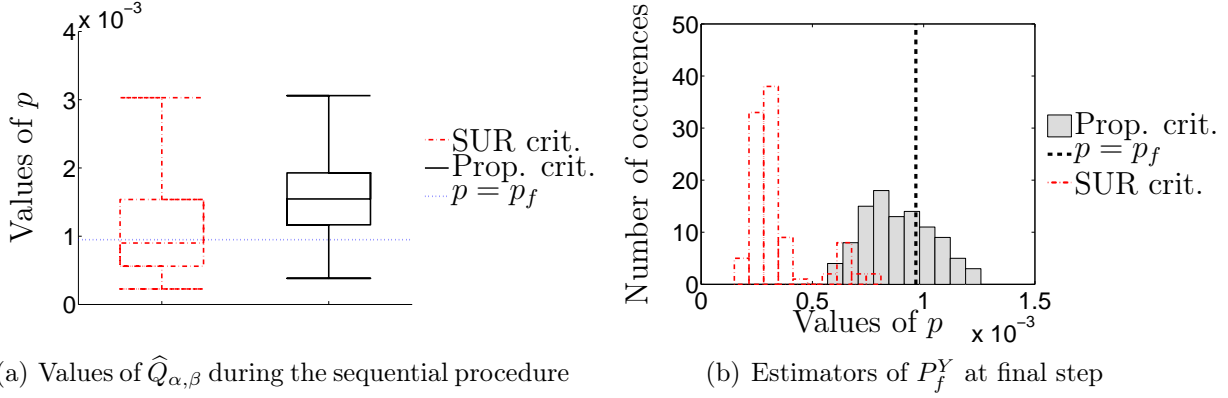 x 10⁻³
4
3
2
1
0
Values of p
SUR crit.
Prop. crit.
p = p_f
(a) Values of Q̂_{α,β} during the sequential procedure
50
40
30
20
10
0
Number of occurences
0 0.5 1 1.5
Values of p
x 10⁻³
Prop. crit.
p = p_f
SUR crit.
(b) Estimators of P_f^Y at final step